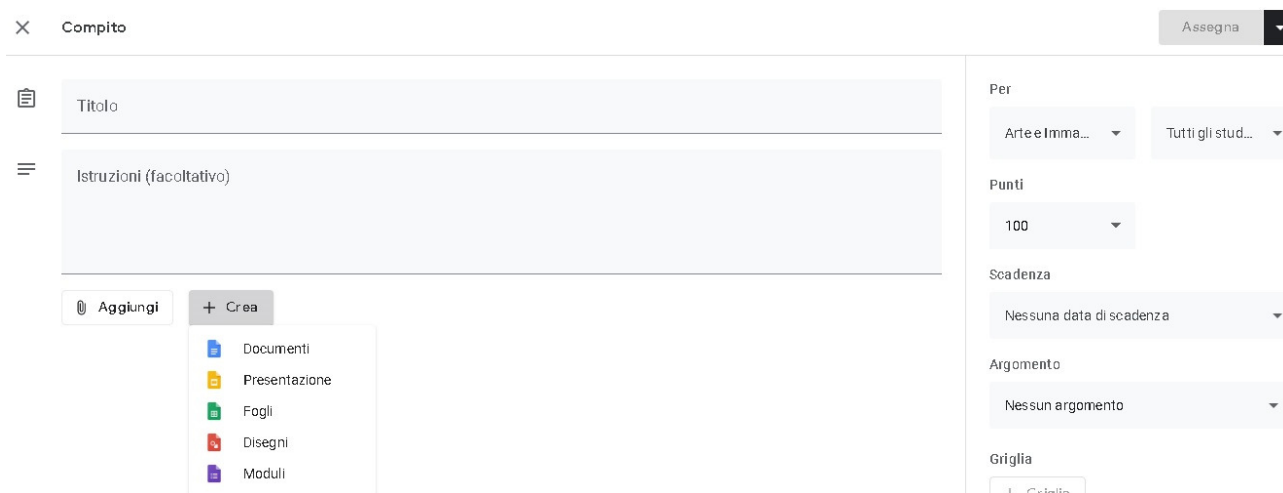 Compito
Assegna
Titolo
Istruzioni (facoltativo)
Aggiungi
+ Crea
Documenti
Presentazione
Fogli
Disegni
Moduli
Per
Arte e Imma...
Tutti gli stud...
Punti
100
Scadenza
Nessuna data di scadenza
Argomento
Nessun argomento
Griglia
+ Griglia